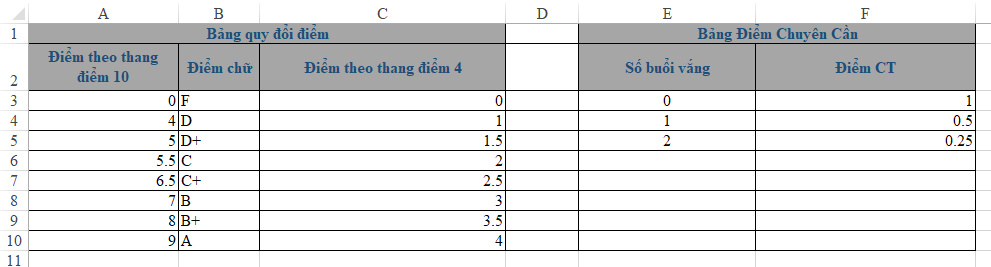 A B C D E F
1 Bảng quy đổi điểm Bảng Điểm Chuyên Cần
2 Điểm theo thang điểm 10 Điểm chữ Điểm theo thang điểm 4 Số buổi vắng Điểm CT
3 0 F 0 0 1
4 4 D 1 1 0.5
5 5 D+ 1.5 2 0.25
6 5.5 C 2
7 6.5 C+ 2.5
8 7 B 3
9 8 B+ 3.5
10 9 A 4
11